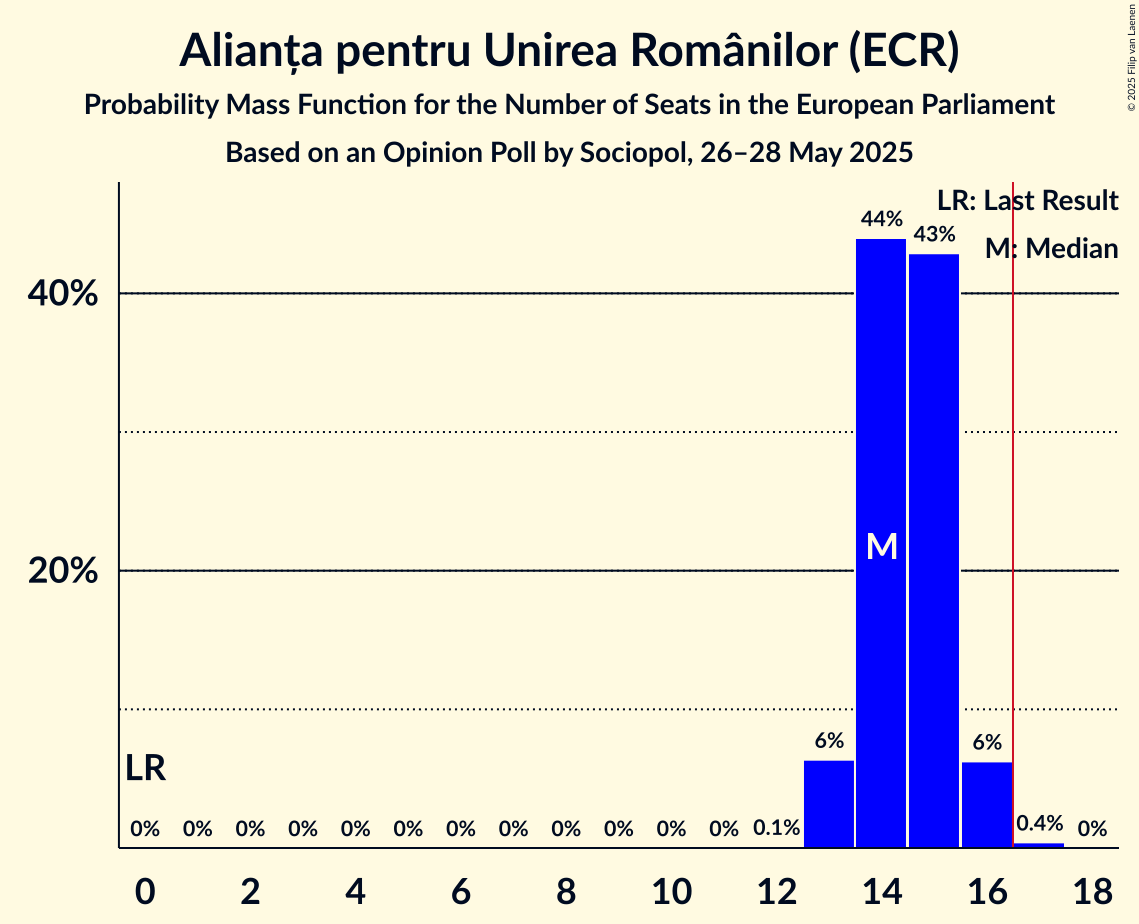 Alianța pentru Unirea Românilor (ECR)
Probability Mass Function for the Number of Seats in the European Parliament
Based on an Opinion Poll by Sociopol, 26–28 May 2025
© 2025 Filip van Laenen
LR: Last Result
M: Median
44%
43%
40%
M
20%
6%
6%
LR
0% 0% 0% 0% 0% 0% 0% 0% 0% 0% 0% 0% 0.1% 0.4% 0%
0 2 4 6 8 10 12 14 16 18